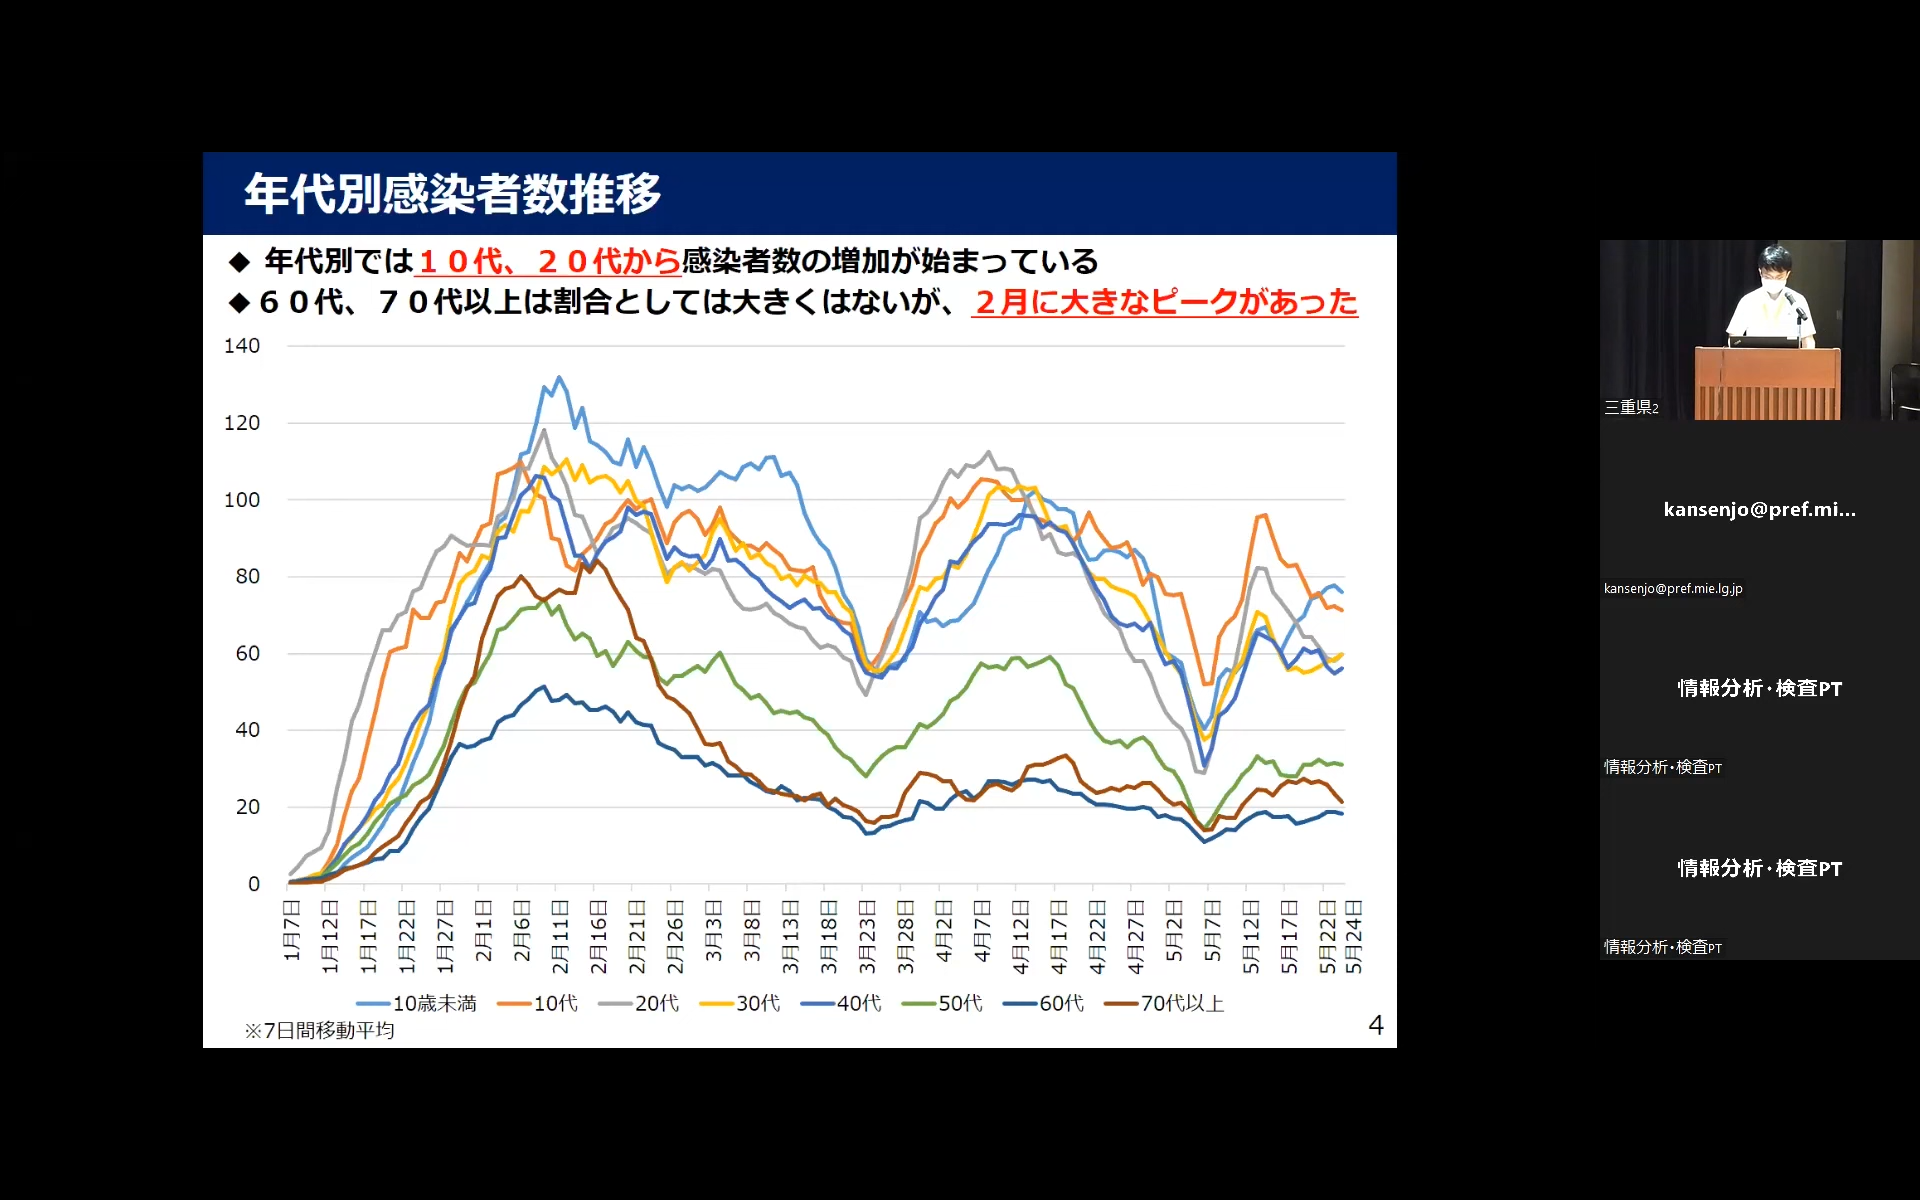 年代別感染者数推移
◆ 年代別では１０代、２０代から感染者数の増加が始まっている
◆６０代、７０代以上は割合としては大きくはないが、２月に大きなピークがあった
140
120
100
80
60
40
20
0
1月7日
1月12日
1月17日
1月22日
1月27日
2月1日
2月6日
2月11日
2月16日
2月21日
2月26日
3月3日
3月8日
3月13日
3月18日
3月23日
3月28日
4月2日
4月7日
4月12日
4月17日
4月22日
4月27日
5月2日
5月7日
5月12日
5月17日
5月22日
5月24日
10歳未満 10代 20代 30代 40代 50代 60代 70代以上
※7日間移動平均
4
三重県2
kansenjo@pref.mi...
kansenjo@pref.mie.lg.jp
情報分析・検査PT
情報分析・検査PT
情報分析・検査PT
情報分析・検査PT